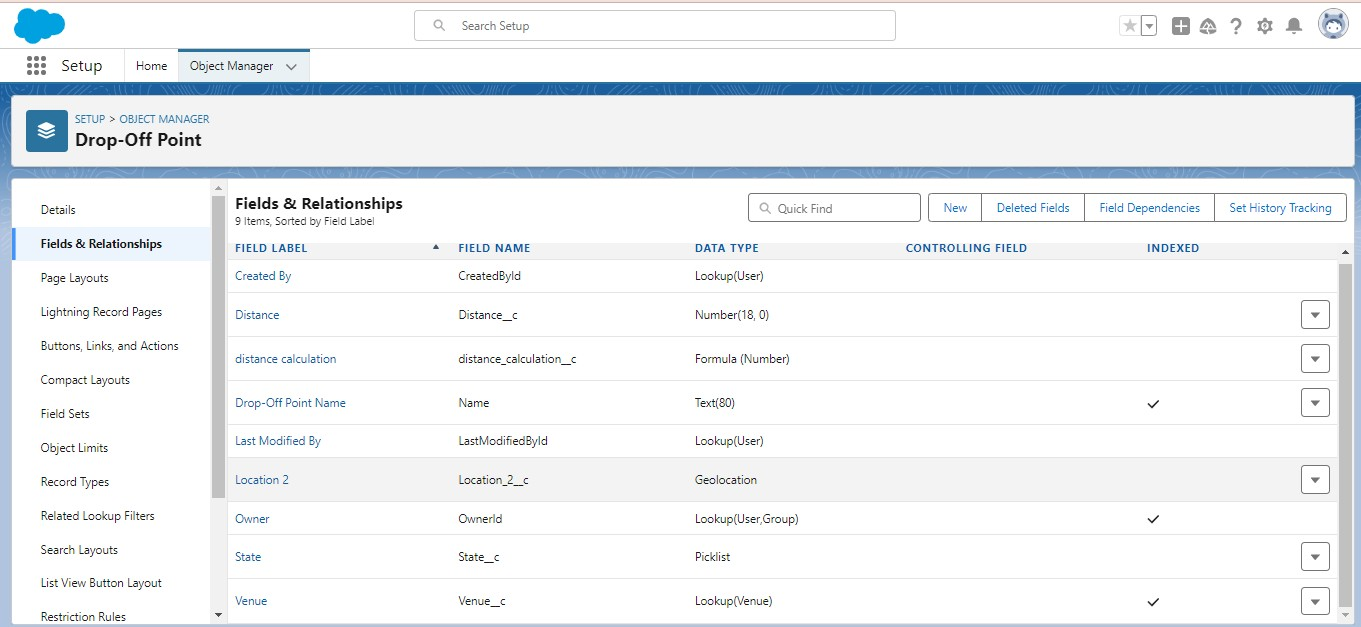 Search Setup
Setup
Home
Object Manager
SETUP > OBJECT MANAGER
Drop-Off Point
Details
Fields & Relationships
Page Layouts
Lightning Record Pages
Buttons, Links, and Actions
Compact Layouts
Field Sets
Object Limits
Record Types
Related Lookup Filters
Search Layouts
List View Button Layout
Restriction Rules
Fields & Relationships
9 Items, Sorted by Field Label
Quick Find
New
Deleted Fields
Field Dependencies
Set History Tracking
FIELD LABEL FIELD NAME DATA TYPE CONTROLLING FIELD INDEXED
Created By CreatedById Lookup(User)
Distance Distance__c Number(18, 0)
distance calculation distance_calculation__c Formula (Number)
Drop-Off Point Name Name Text(80)
Last Modified By LastModifiedById Lookup(User)
Location 2 Location_2__c Geolocation
Owner OwnerId Lookup(User,Group)
State State__c Picklist
Venue Venue__c Lookup(Venue)